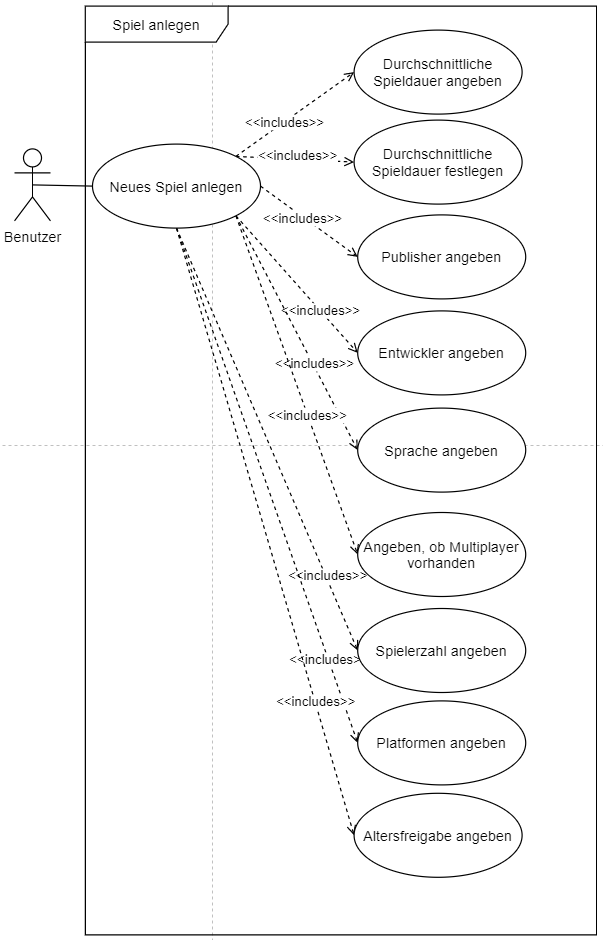 Spiel anlegen
Durchschnittliche
Spieldauer angeben
<<includes>>
Durchschnittliche
Spieldauer festlegen
<<includes>>
Neues Spiel anlegen
Benutzer
<<includes>>
Publisher angeben
<<includes>>
Entwickler angeben
<<includes>>
Sprache angeben
<<includes>>
Angeben, ob Multiplayer
vorhanden
<<includes>>
Spielerzahl angeben
<<includes>
Platformen angeben
<<includes>>
Altersfreigabe angeben